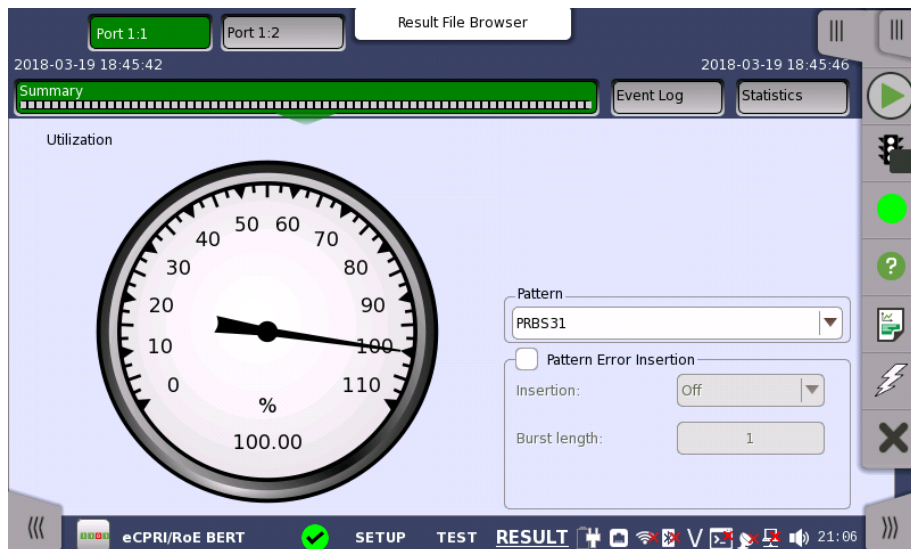 Result File Browser
Port 1:1
Port 1:2
2018-03-19 18:45:42
2018-03-19 18:45:46
Summary
Event Log
Statistics
Utilization
0
10
20
30
40
50
60
70
80
90
100
110
%
100.00
Pattern
PRBS31
Pattern Error Insertion
Insertion:
Off
Burst length:
1
eCPRI/RoE BERT
SETUP
TEST
RESULT
V
21:06